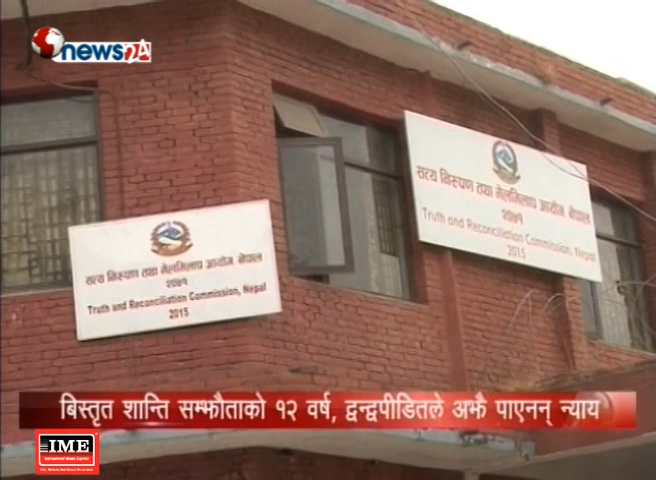 news24
सत्य निरुपण तथा मेलमिलाप आयोग नेपाल
२०७१
Truth and Reconciliation Commission, Nepal
2015
सत्य निरुपण तथा मेलमिलाप आयोग नेपाल
२०७१
Truth and Reconciliation Commission, Nepal
2015
बिस्तृत शान्ति सम्झौताको १२ वर्ष, द्वन्द्वपीडितले अझै पाएनन् न्याय
IME